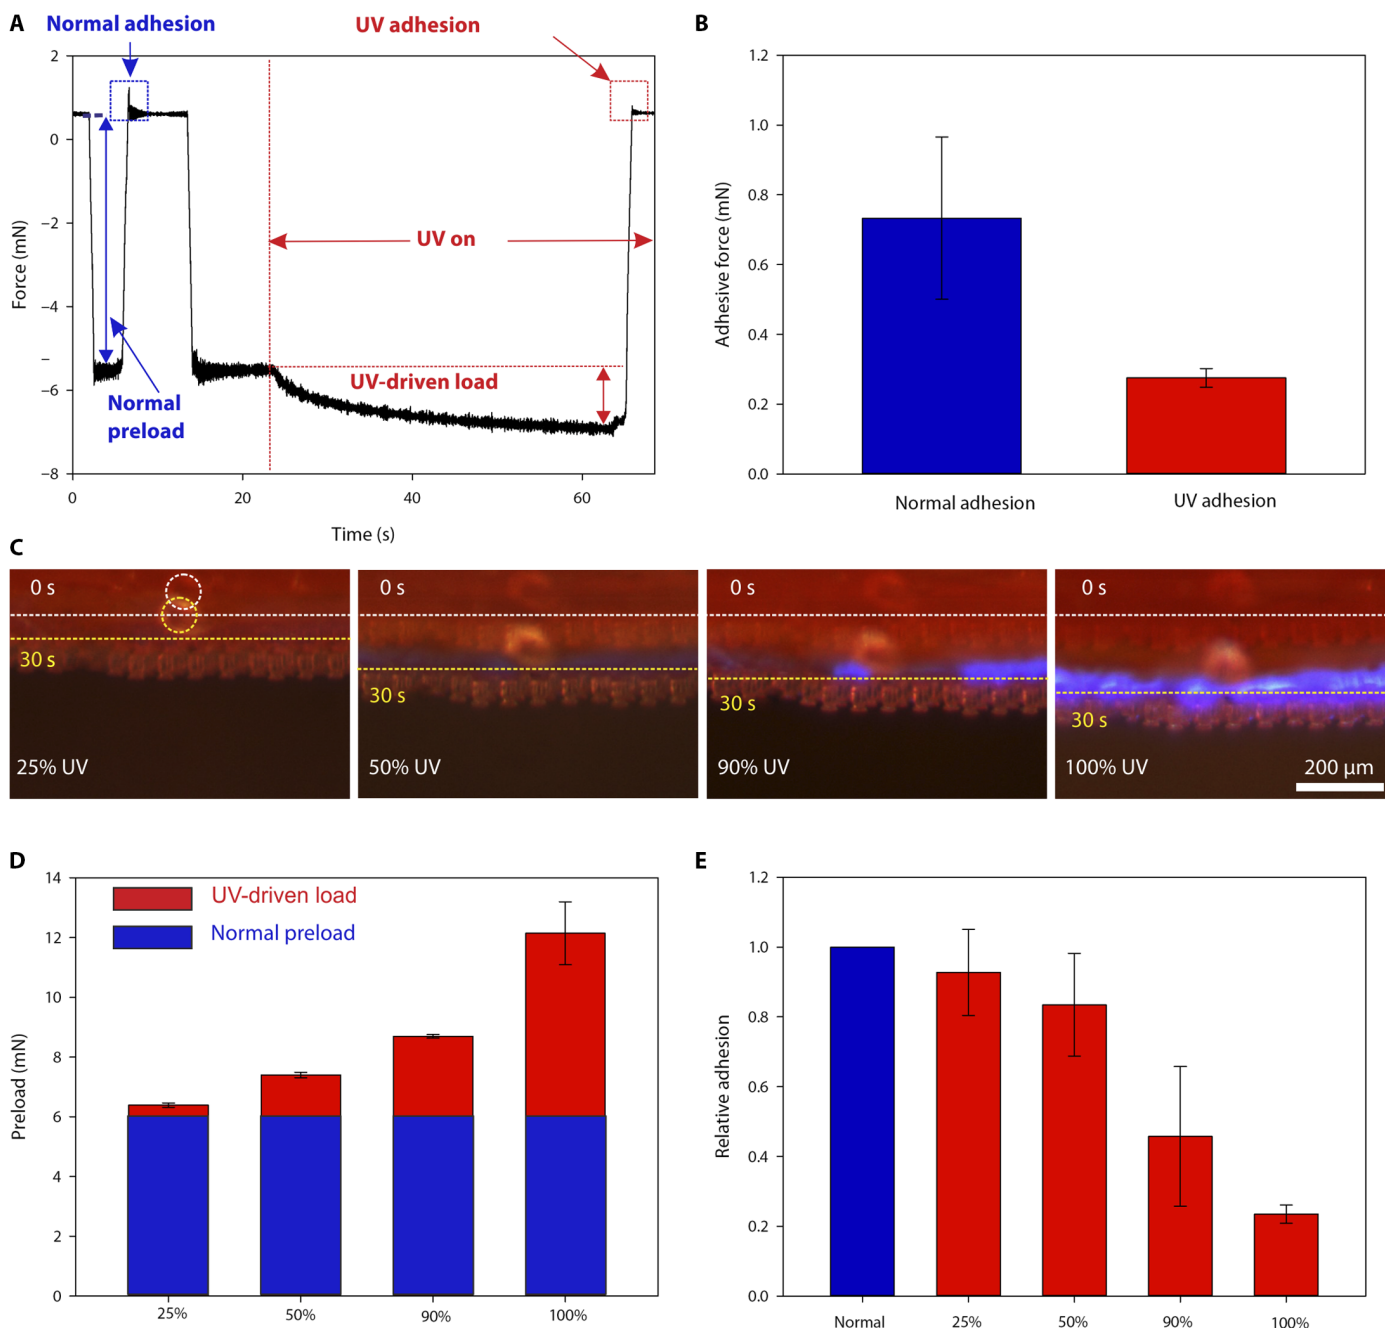 A
Normal adhesion
UV adhesion
2
0
−2
−4
−
−6
−8
Force (mN)
UV on
UV-driven load
Normal
preload
0
20
40
60
Time (s)
B
1.2
1.0
0.8
0.6
0.4
0.2
0.0
Adhesive force (mN)
Normal adhesion
UV adhesion
C
0 s
30 s
25% UV
0 s
30 s
50% UV
0 s
30 s
90% UV
0 s
30 s
100% UV
200 μm
D
14
12
10
8
6
4
2
0
Preload (mN)
UV-driven load
Normal preload
25%
50%
90%
100%
E
1.2
1.0
0.8
0.6
0.4
0.2
0.0
Relative adhesion
Normal
25%
50%
90%
100%